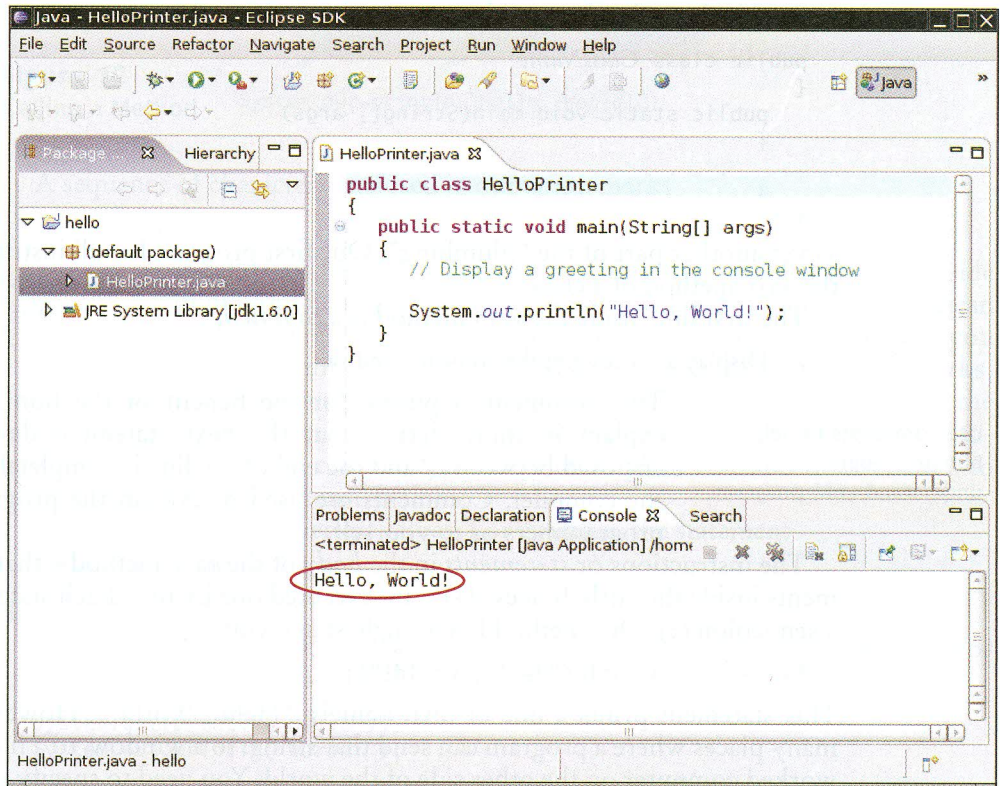 Java - HelloPrinter.java - Eclipse SDK
File Edit Source Refactor Navigate Search Project Run Window Help
Java »
Package ... Hierarchy
HelloPrinter.java
hello
(default package)
HelloPrinter.java
JRE System Library [jdk1.6.0]
public class HelloPrinter
{
public static void main(String[] args)
{
// Display a greeting in the console window
System.out.println("Hello, World!");
}
}
Problems Javadoc Declaration Console Search
<terminated> HelloPrinter [Java Application] /home
Hello, World!
HelloPrinter.java - hello